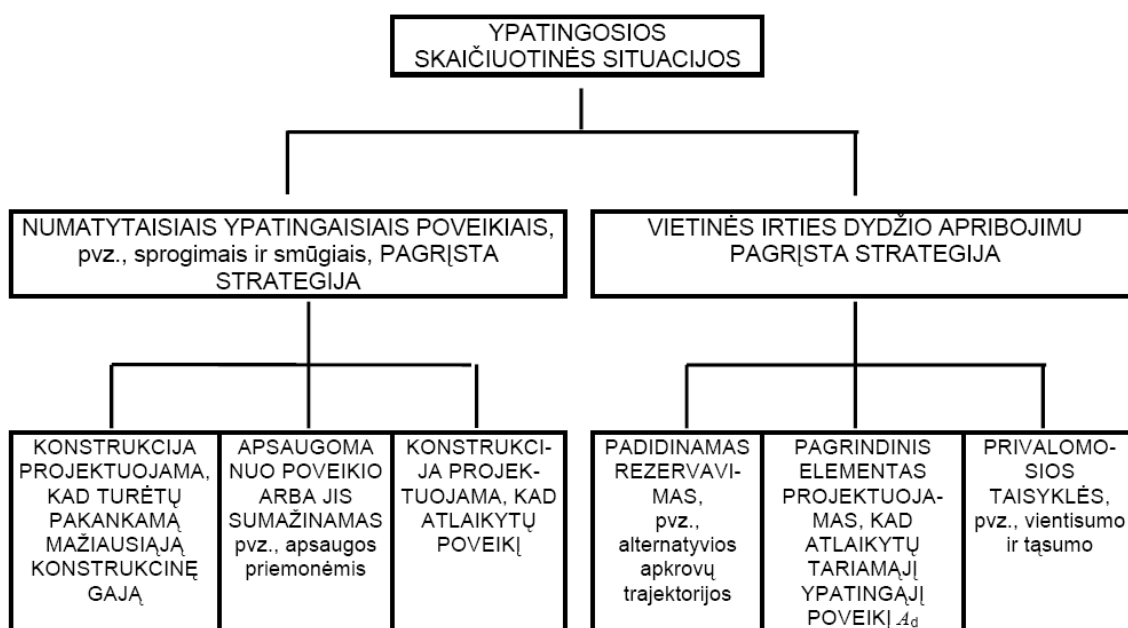 YPATINGOSIOS
SKAIČIUOTINĖS SITUACIJOS
NUMATYTAISIAIS YPATINGAISIAIS POVEIKIAIS,
pvz., sprogimais ir smūgiais, PAGRĮSTA
STRATEGIJA
VIETINĖS IRTIES DYDŽIO APRIBOJIMU
PAGRĮSTA STRATEGIJA
KONSTRUKCIJA
PROJEKTUOJAMA,
KAD TURĖTŲ
PAKANKAMĄ
MAŽIAUSIĄJĄ
KONSTRUKCINĘ
GAJĄ
APSAUGOMA
NUO POVEIKIO
ARBA JIS
SUMAŽINAMAS
pvz., apsaugos
priemonėmis
KONSTRUKCI-
JA PROJEK-
TUOJAMA, KAD
ATLAIKYTŲ
POVEIKĮ
PADIDINAMAS
REZERVAVI-
MAS,
pvz.,
alternatyvios
apkrovų
trajektorijos
PAGRINDINIS
ELEMENTAS
PROJEKTUOJA-
MAS, KAD
ATLAIKYTŲ
TARIAMĄJĮ
YPATINGĄJĮ
POVEIKĮ Ad
PRIVALOMO-
SIOS
TAISYKLĖS,
pvz., vientisumo
ir tąsumo